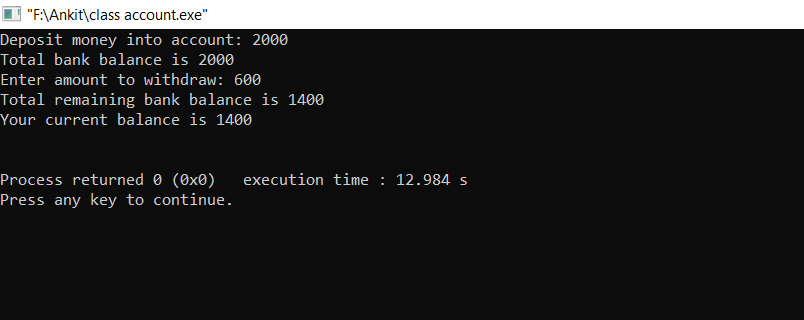 "F:\Ankit\class account.exe"
Deposit money into account: 2000
Total bank balance is 2000
Enter amount to withdraw: 600
Total remaining bank balance is 1400
Your current balance is 1400
Process returned 0 (0x0)   execution time : 12.984 s
Press any key to continue.